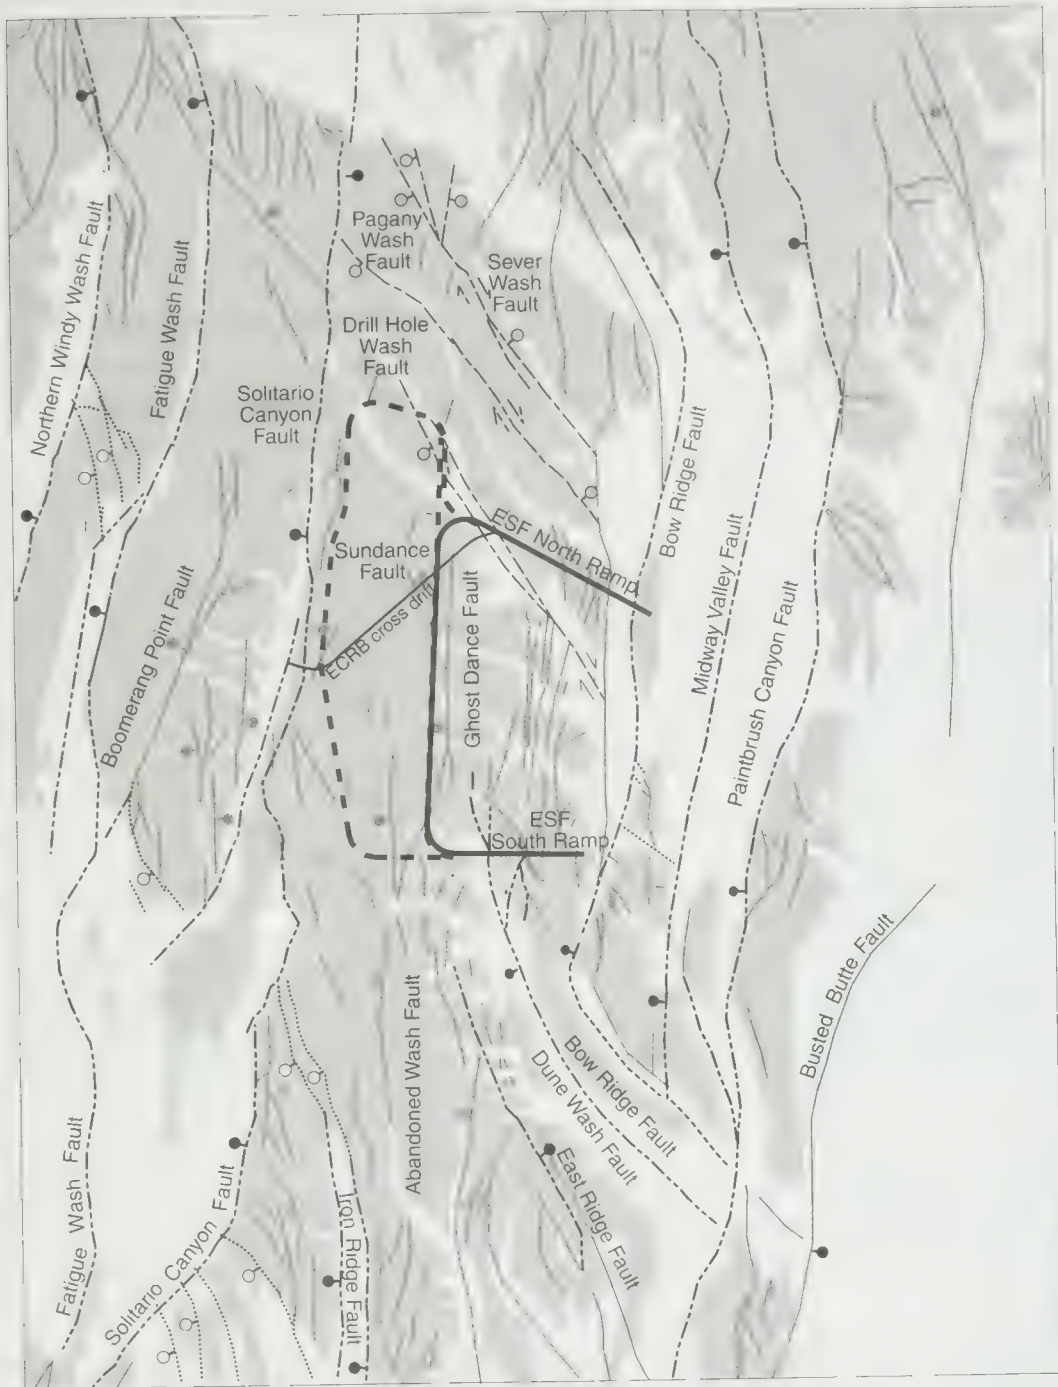 Pagany
Wash
Fault
Sever
Wash
Fault
Northern Windy Wash Fault
Fatigue Wash Fault
Drill Hole
Wash
Fault
Solitario
Canyon
Fault
Bow Ridge Fault
ESF North Ramp
Sundance
Fault
ECRB cross drift
Ghost Dance Fault
Midway Valley Fault
Boomerang Point Fault
Paintbrush Canyon Fault
ESF
South Ramp
Busted Butte Fault
Abandoned Wash Fault
Bow Ridge Fault
Dune Wash Fault
East Ridge Fault
Fatigue Wash Fault
Solitario Canyon Fault
Iron Ridge Fault